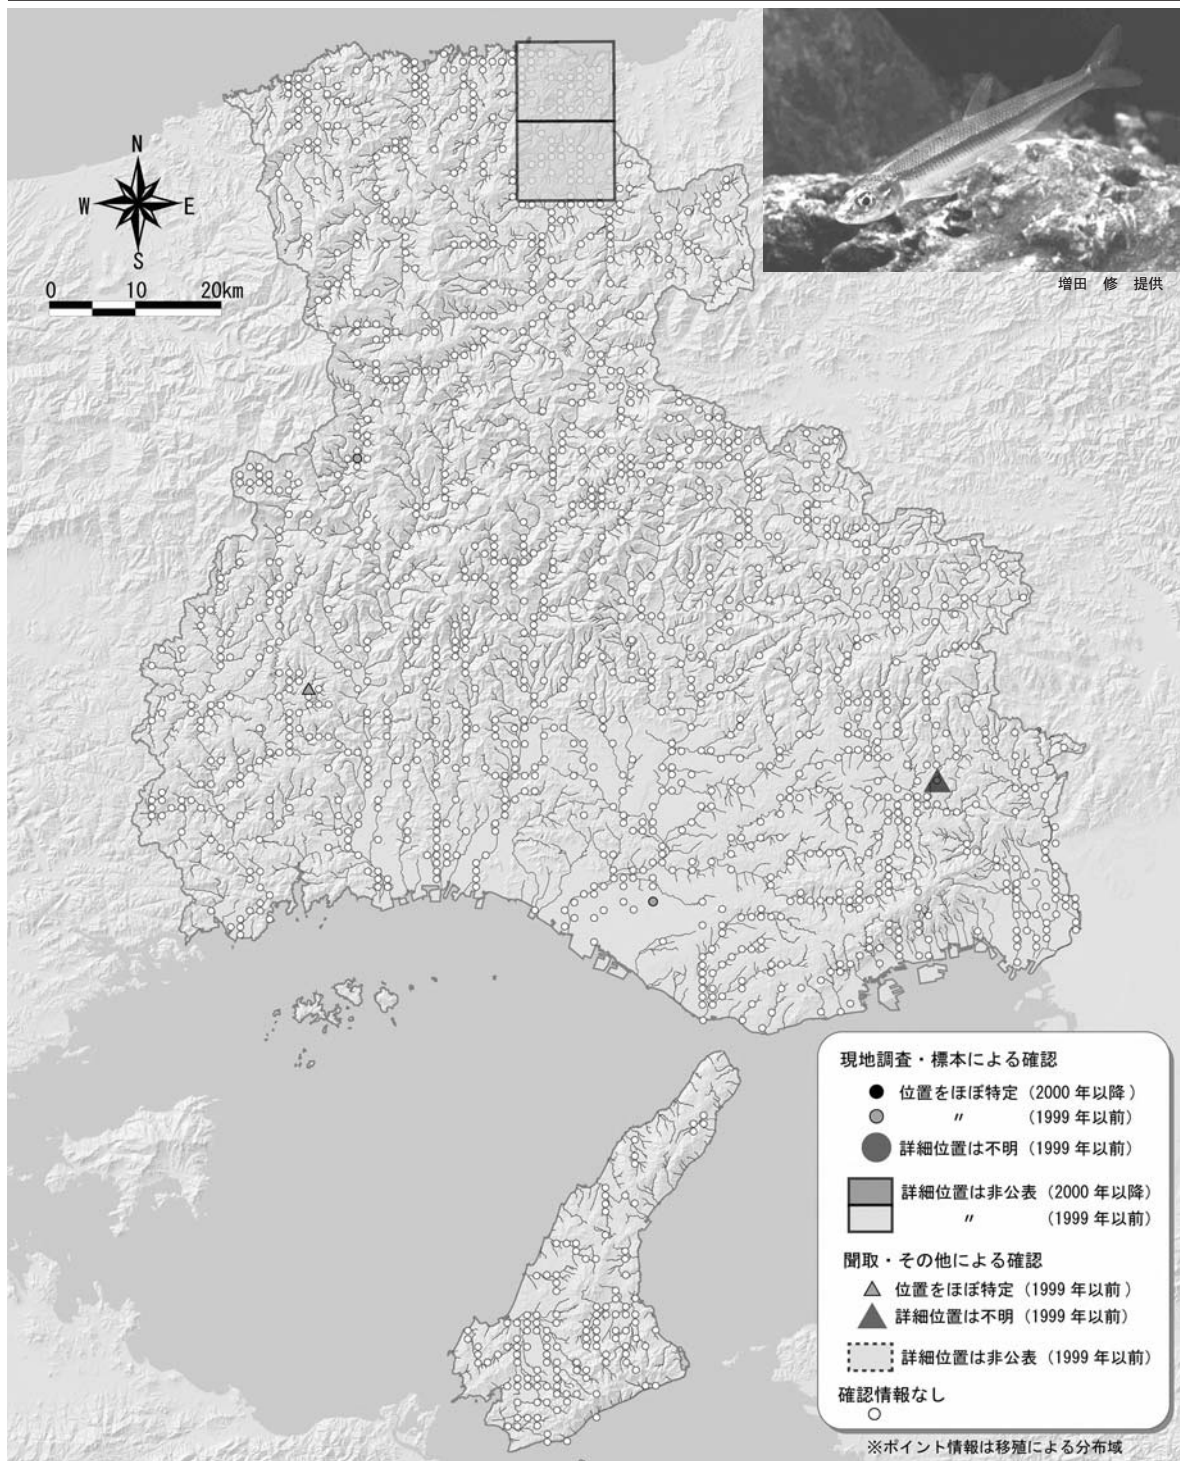 N
W E
S
0 10 20km
増田 修 提供
現地調査・標本による確認
位置をほぼ特定（2000 年以降）
〃 （1999 年以前）
詳細位置は不明（1999 年以前）
詳細位置は非公表（2000 年以降）
〃 （1999 年以前）
聞取・その他による確認
位置をほぼ特定（1999 年以前）
詳細位置は不明（1999 年以前）
詳細位置は非公表（1999 年以前）
確認情報なし
※ポイント情報は移殖による分布域